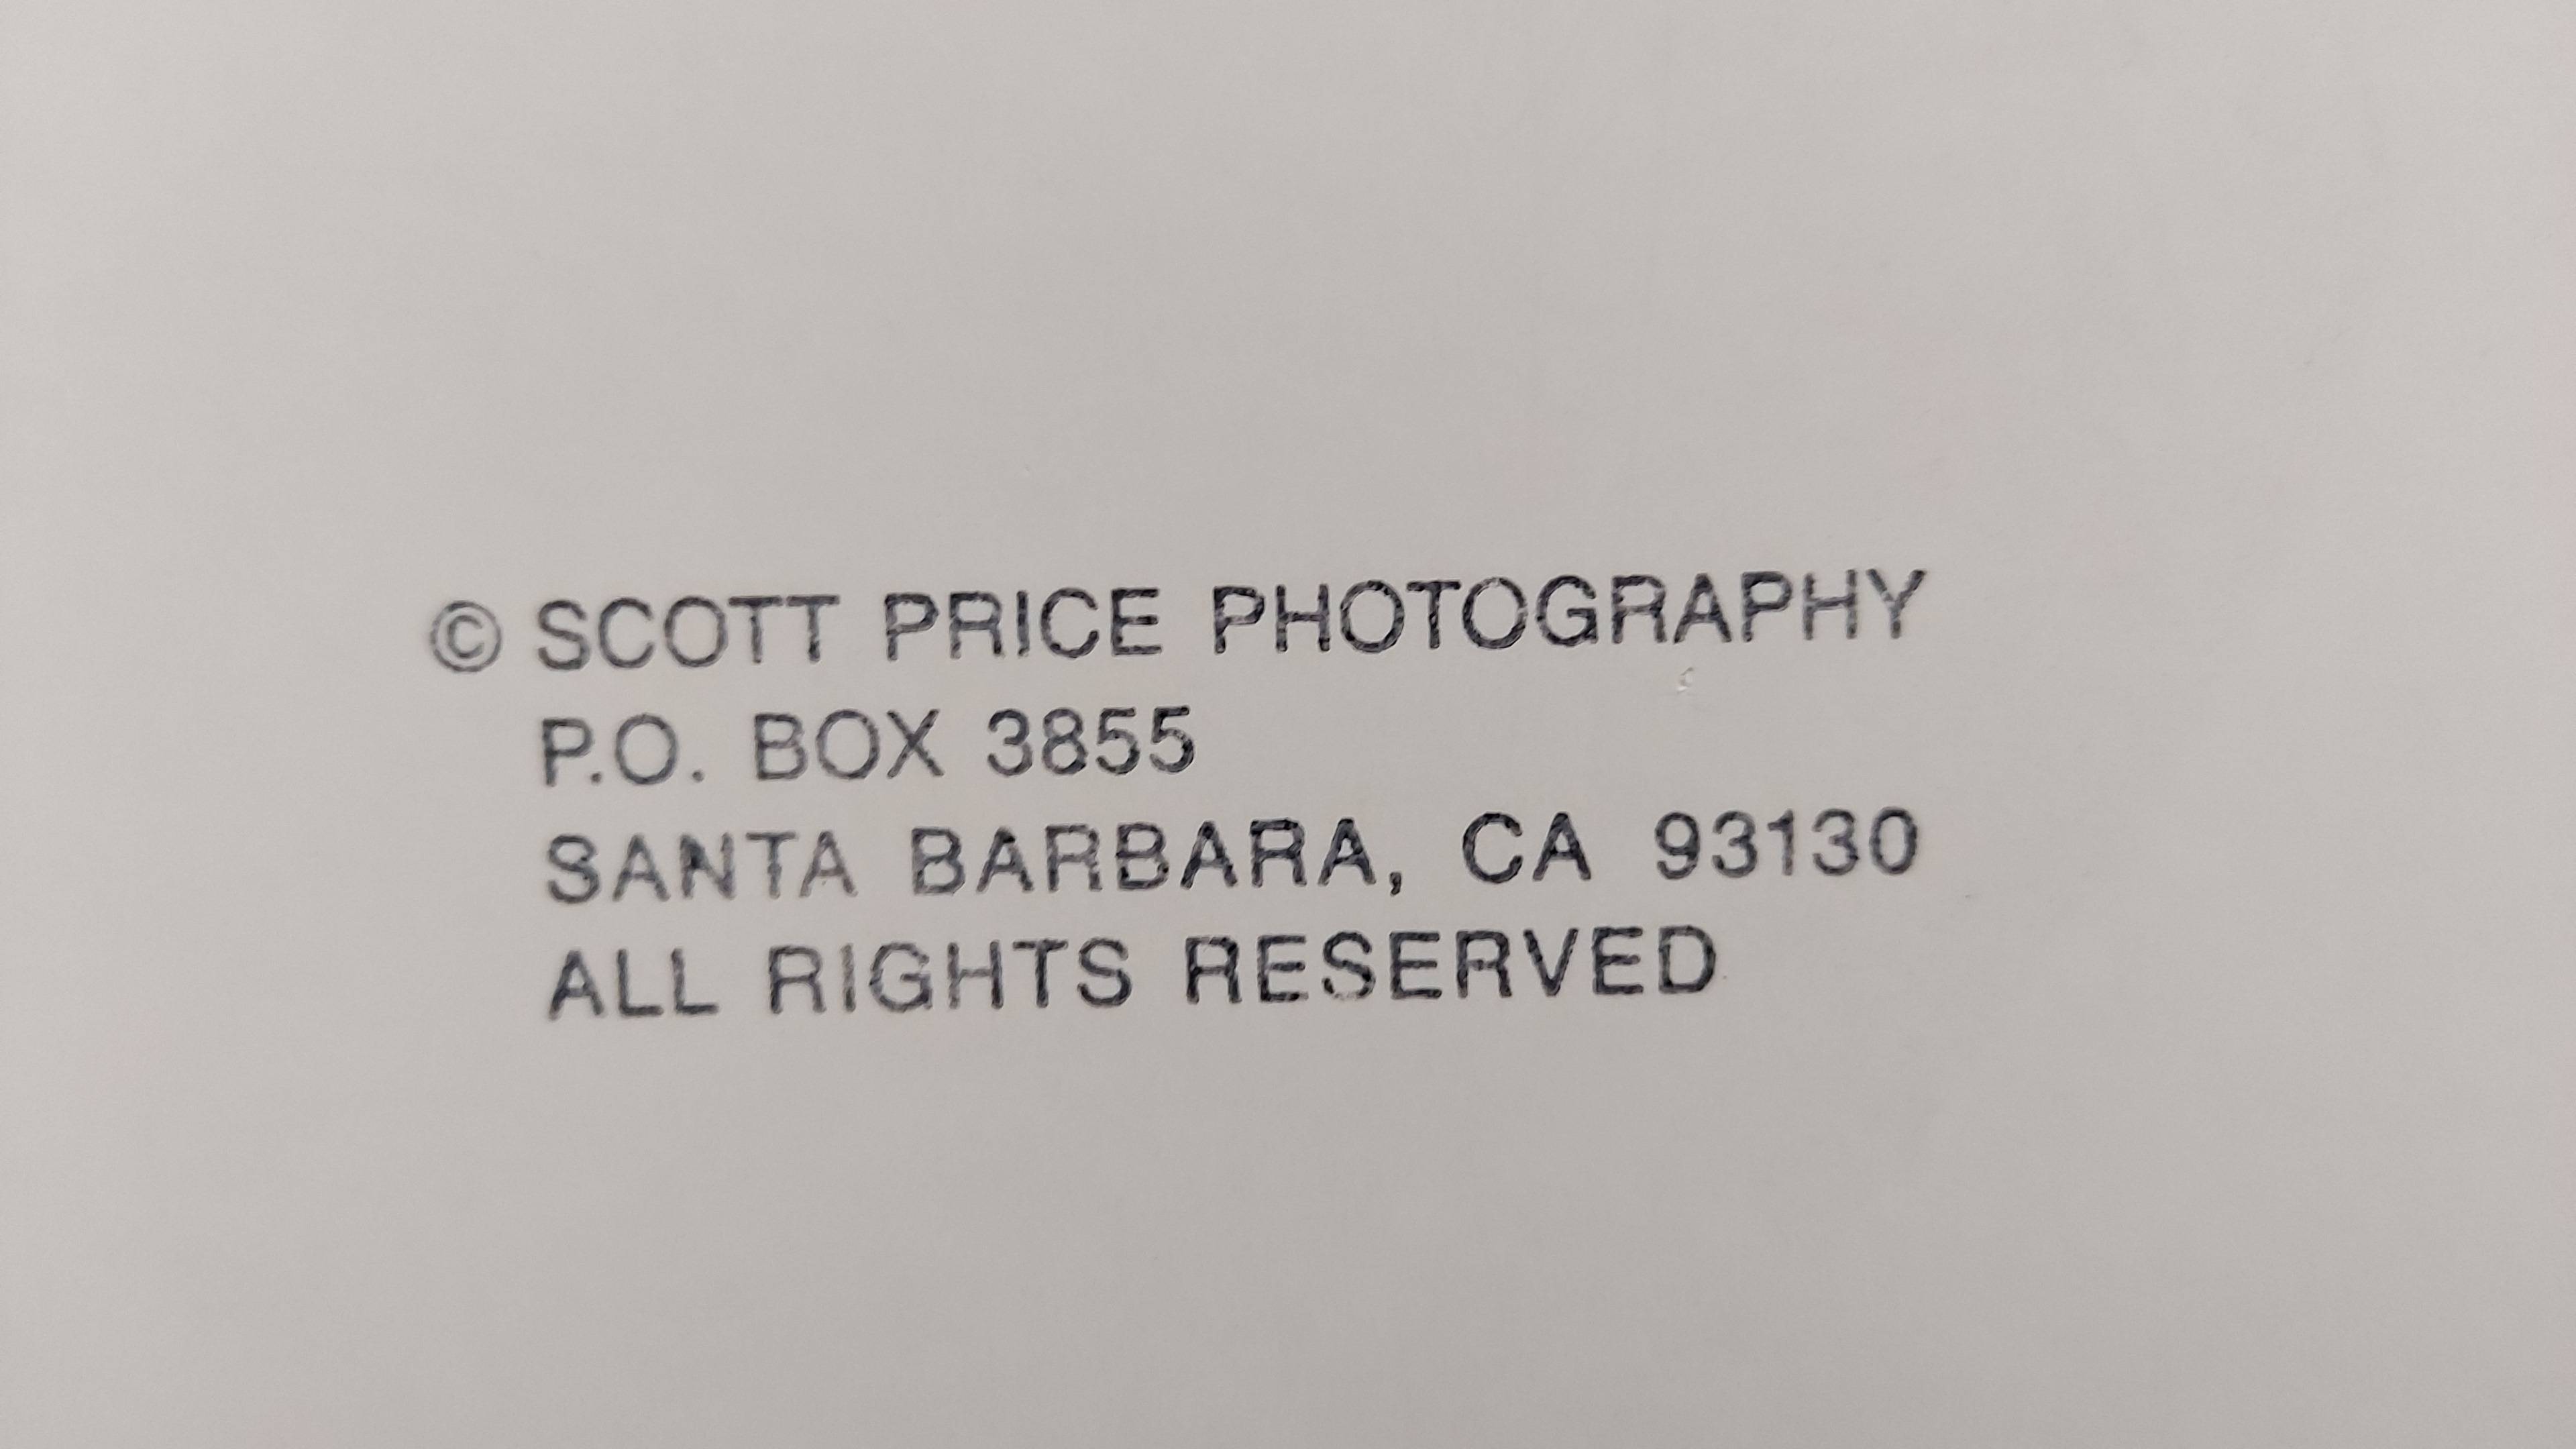 © SCOTT PRICE PHOTOGRAPHY
P.O. BOX 3855
SANTA BARBARA, CA 93130
ALL RIGHTS RESERVED